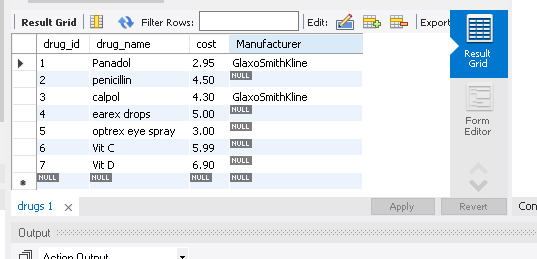 Result Grid Filter Rows: Edit: Export
drug_id drug_name cost Manufacturer
1 Panadol 2.95 GlaxoSmithKline
2 penicillin 4.50 NULL
3 calpol 4.30 GlaxoSmithKline
4 earex drops 5.00 NULL
5 optrex eye spray 3.00 NULL
6 Vit C 5.99 NULL
7 Vit D 6.90 NULL
NULL NULL NULL NULL
Result
Grid
Form
Editor
drugs 1 Apply Revert Con
Output
Action Output